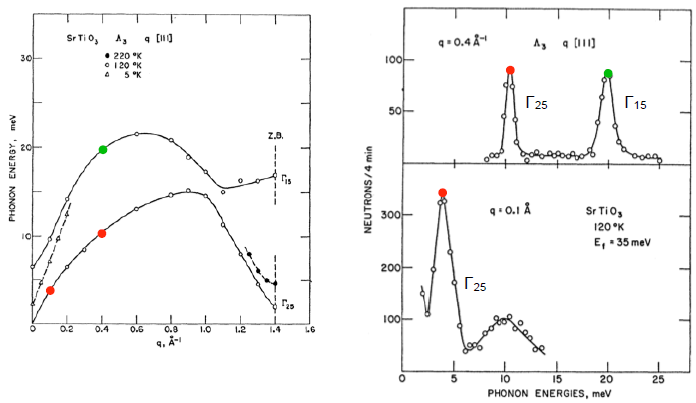 SrTiO₃ Λ₃ q [111]
• 220 °K
○ 120 °K
△ 5 °K
30
20
10
0
PHONON ENERGY, meV
Z.B.
Γ15
Γ25
0 0.2 0.4 0.6 0.8 1.0 1.2 1.4 1.6
q, Å⁻¹
q = 0.4 Å⁻¹ Λ₃ q [111]
100
50
Γ25
Γ15
NEUTRONS/4 min
q = 0.1 Å
SrTiO₃
120 °K
Ef = 35 meV
Γ25
300
200
100
0 5 10 15 20 25
PHONON ENERGIES, meV